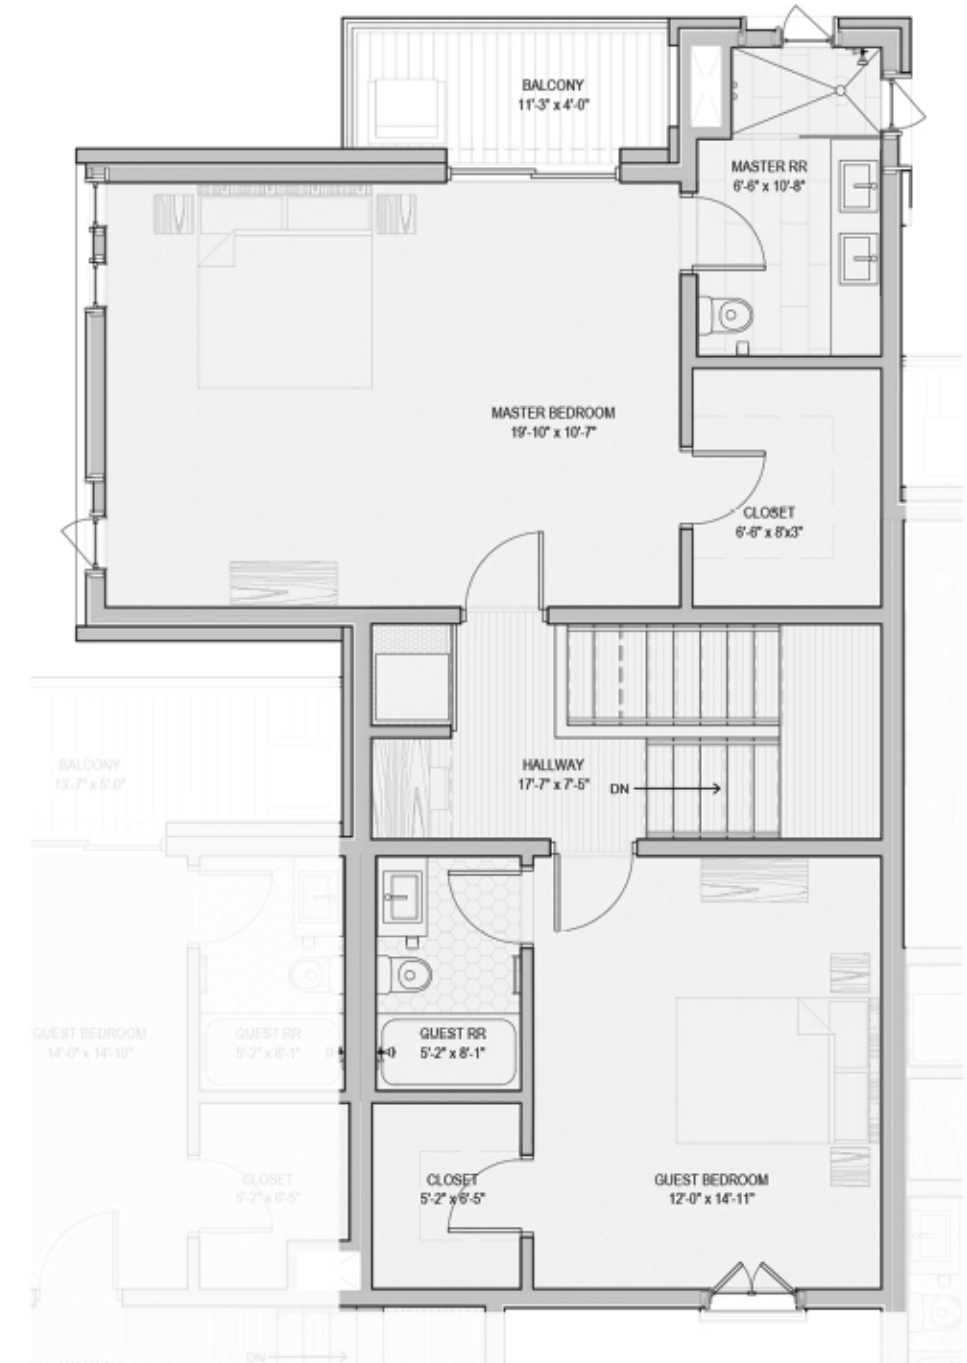 BALCONY
11'-3" x 4'-0"
MASTER RR
6'-6" x 10'-8"
MASTER BEDROOM
19'-10" x 10'-7"
CLOSET
6'-6" x 8'x3"
BALCONY
13'-7" x 5'-0"
HALLWAY
17'-7" x 7'-5"
DN
GUEST BEDROOM
14'-0" x 14'-10"
GUEST RR
5'-2" x 8'-1"
GUEST RR
5'-2" x 8'-1"
CLOSET
5'-2" x 6'-5"
CLOSET
5'-2" x 6'-5"
GUEST BEDROOM
12'-0" x 14'-11"
DN